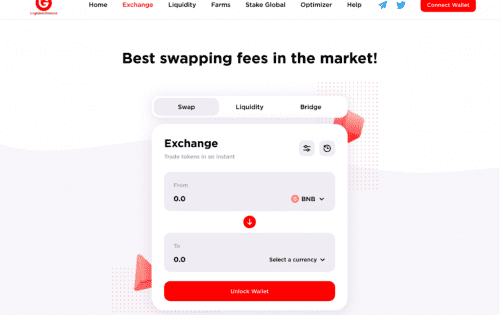 Home Exchange Liquidity Farms Stake Global Optimizer Help Connect Wallet
Best swapping fees in the market!
Swap Liquidity Bridge
Exchange
Trade tokens in an instant
From
0.0 BNB
To
0.0 Select a currency
Unlock Wallet